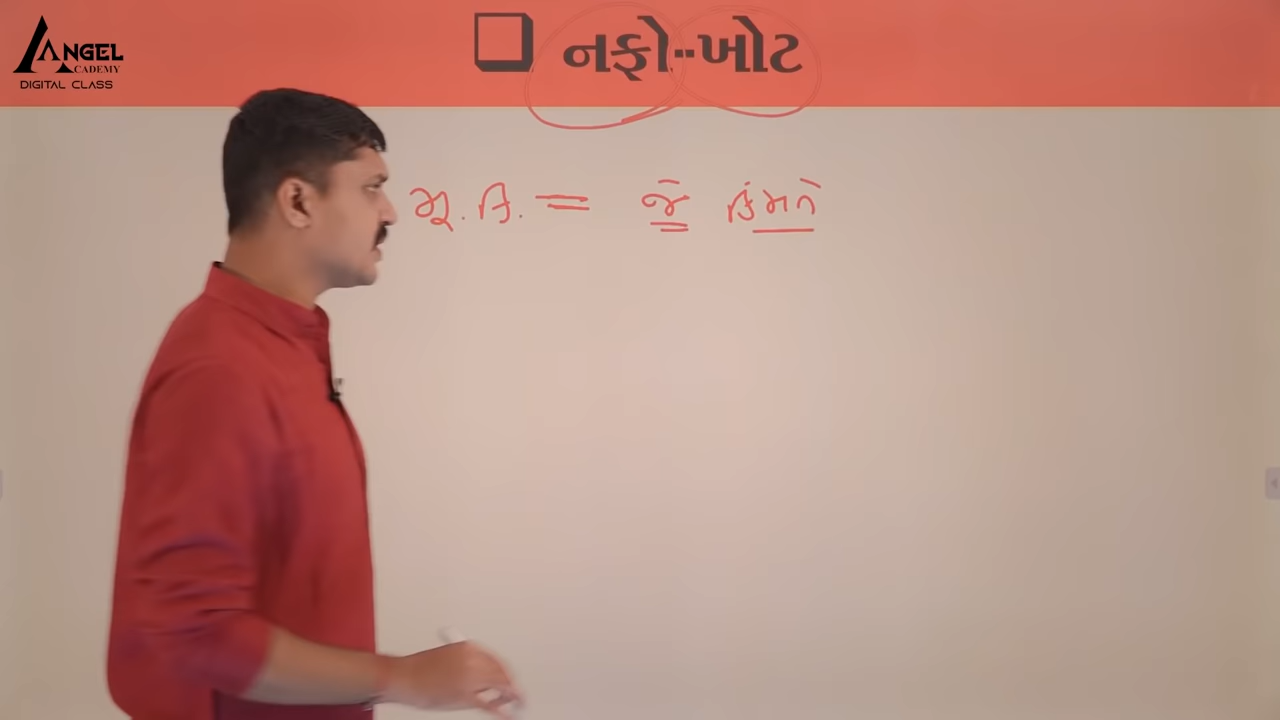 ANGEL
ACADEMY
DIGITAL CLASS
❑ નફો-ખોટ
મૂ. કિ. = જે કિંમતે